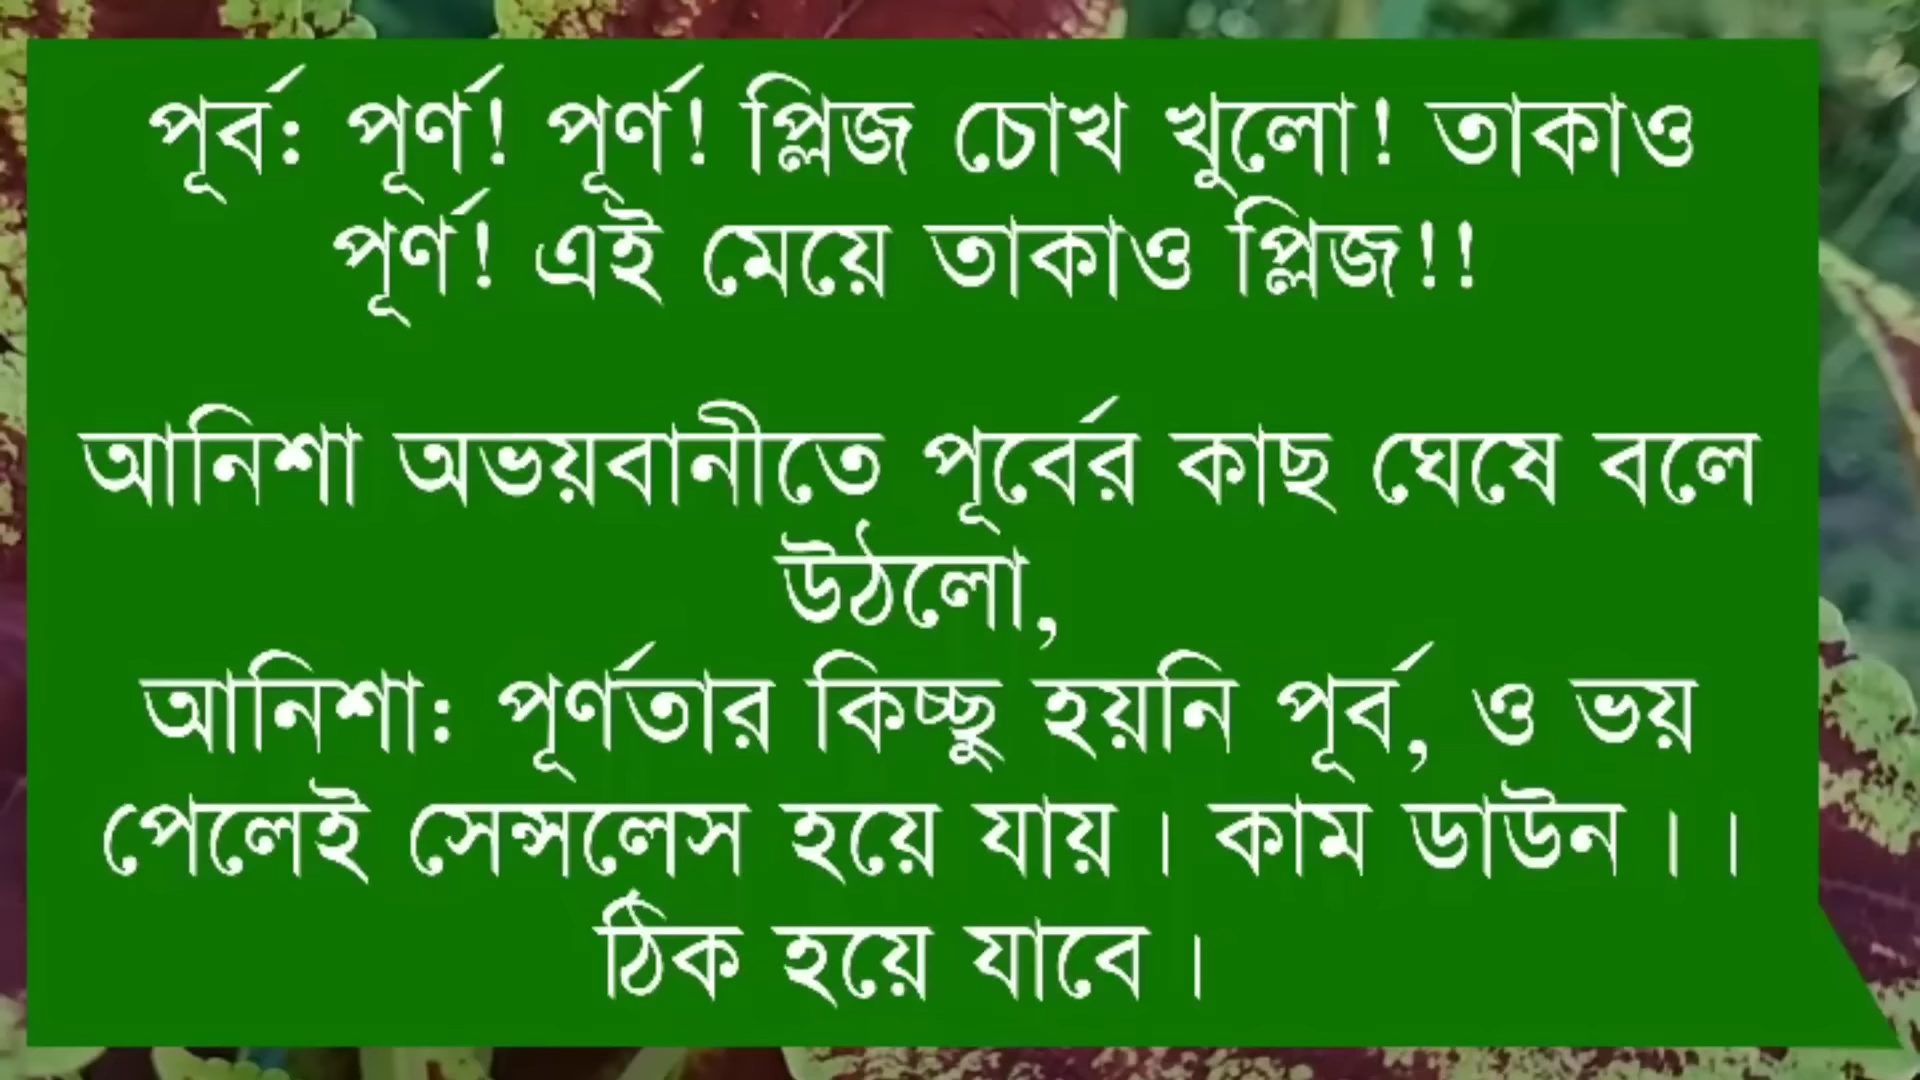 পূর্ব: পূর্ণ! পূর্ণ! প্লিজ চোখ খুলো! তাকাও
পূর্ণ! এই মেয়ে তাকাও প্লিজ!!
আনিশা অভয়বানীতে পূর্বের কাছ ঘেষে বলে
উঠলো,
আনিশা: পূর্ণতার কিচ্ছু হয়নি পূর্ব, ও ভয়
পেলেই সেন্সলেস হয়ে যায়। কাম ডাউন।।
ঠিক হয়ে যাবে।